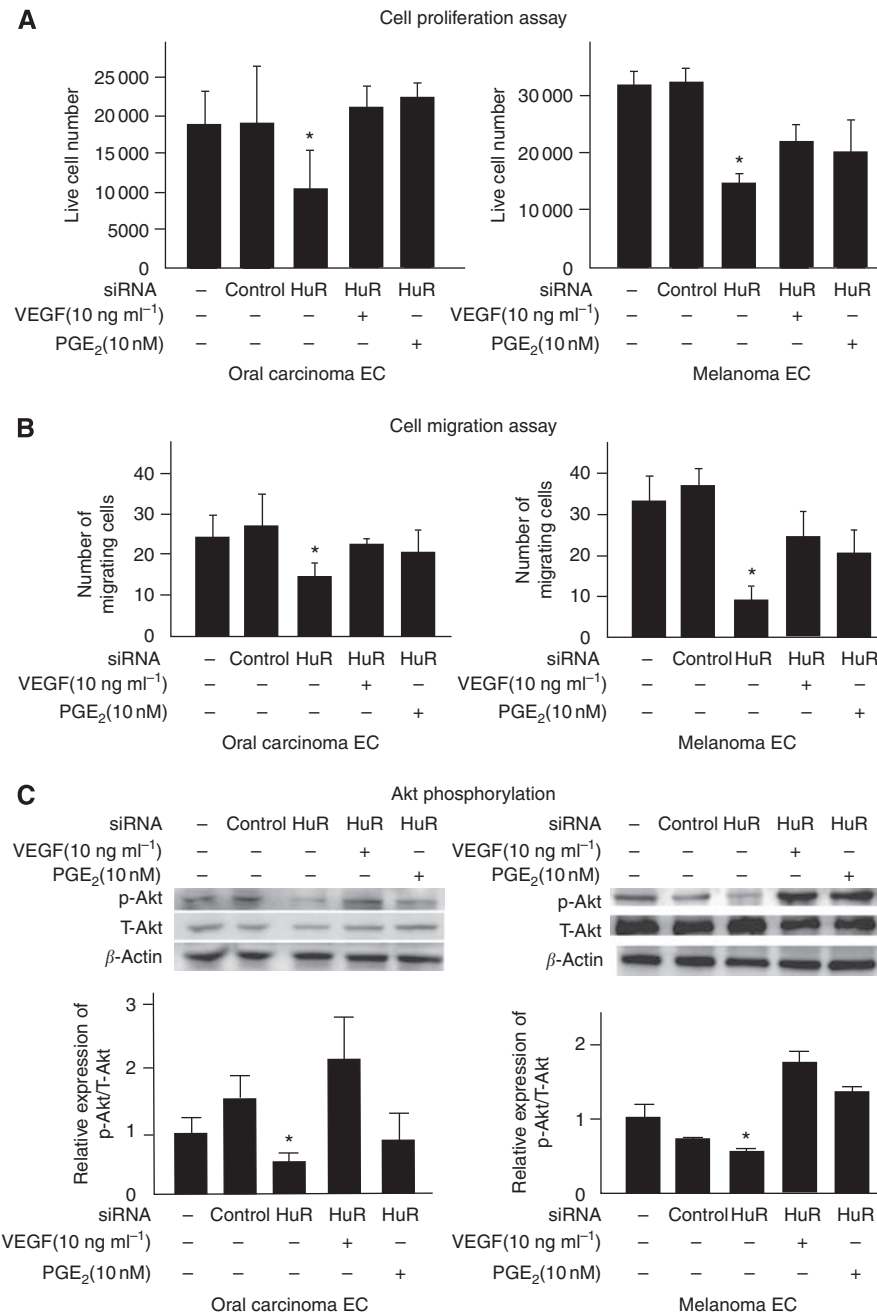 A
Cell proliferation assay
Live cell number
25 000
20 000
15 000
10 000
5000
0
siRNA – Control HuR HuR HuR
VEGF(10 ng ml⁻¹) – – – + –
PGE₂(10 nM) – – – – +
Oral carcinoma EC
*
Live cell number
30 000
20 000
10 000
0
siRNA – Control HuR HuR HuR
VEGF(10 ng ml⁻¹) – – – + –
PGE₂(10 nM) – – – – +
Melanoma EC
*
B
Cell migration assay
Number of
migrating cells
40
30
20
10
0
siRNA – Control HuR HuR HuR
VEGF(10 ng ml⁻¹) – – – + –
PGE₂(10 nM) – – – – +
Oral carcinoma EC
*
Number of
migrating cells
40
30
20
10
0
siRNA – Control HuR HuR HuR
VEGF(10 ng ml⁻¹) – – – + –
PGE₂(10 nM) – – – – +
Melanoma EC
*
C
Akt phosphorylation
siRNA – Control HuR HuR HuR
VEGF(10 ng ml⁻¹) – – – + –
PGE₂(10 nM) – – – – +
p-Akt
T-Akt
β-Actin
siRNA – Control HuR HuR HuR
VEGF(10 ng ml⁻¹) – – – + –
PGE₂(10 nM) – – – – +
p-Akt
T-Akt
β-Actin
Relative expression of
p-Akt/T-Akt
3
2
1
0
siRNA – Control HuR HuR HuR
VEGF(10 ng ml⁻¹) – – – + –
PGE₂(10 nM) – – – – +
Oral carcinoma EC
*
Relative expression of
p-Akt/T-Akt
2
1
0
siRNA – Control HuR HuR HuR
VEGF(10 ng ml⁻¹) – – – + –
PGE₂(10 nM) – – – – +
Melanoma EC
*